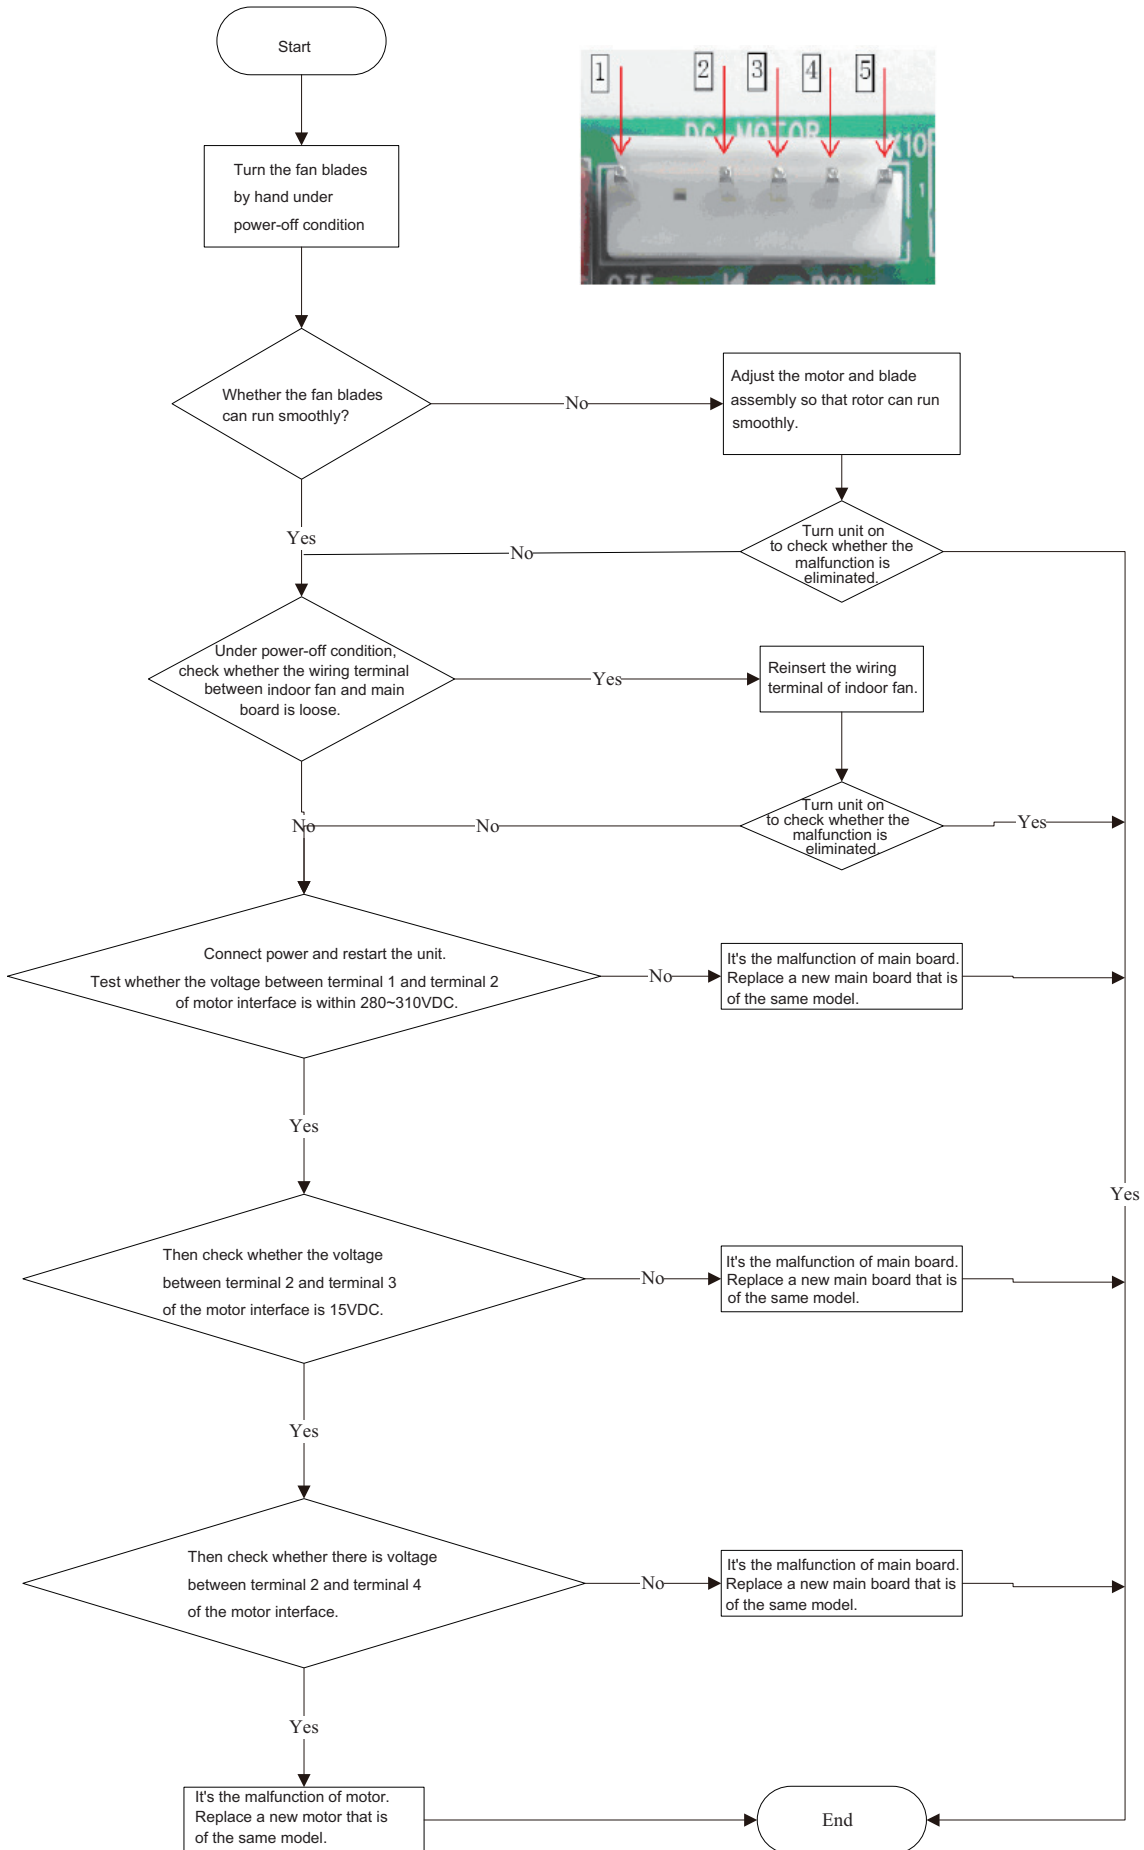 Start
1
2
3
4
5
DC-MOTOR
1
Turn the fan blades
by hand under
power-off condition
Whether the fan blades
can run smoothly?
No
Adjust the motor and blade
assembly so that rotor can run
smoothly.
Yes
No
Turn unit on
to check whether the
malfunction is
eliminated.
Under power-off condition,
check whether the wiring terminal
between indoor fan and main
board is loose.
Yes
Reinsert the wiring
terminal of indoor fan.
No
No
Turn unit on
to check whether the
malfunction is
eliminated.
Yes
Connect power and restart the unit.
Test whether the voltage between terminal 1 and terminal 2
of motor interface is within 280~310VDC.
No
It's the malfunction of main board.
Replace a new main board that is
of the same model.
Yes
Yes
Then check whether the voltage
between terminal 2 and terminal 3
of the motor interface is 15VDC.
No
It's the malfunction of main board.
Replace a new main board that is
of the same model.
Yes
Then check whether there is voltage
between terminal 2 and terminal 4
of the motor interface.
No
It's the malfunction of main board.
Replace a new main board that is
of the same model.
Yes
It's the malfunction of motor.
Replace a new motor that is
of the same model.
End